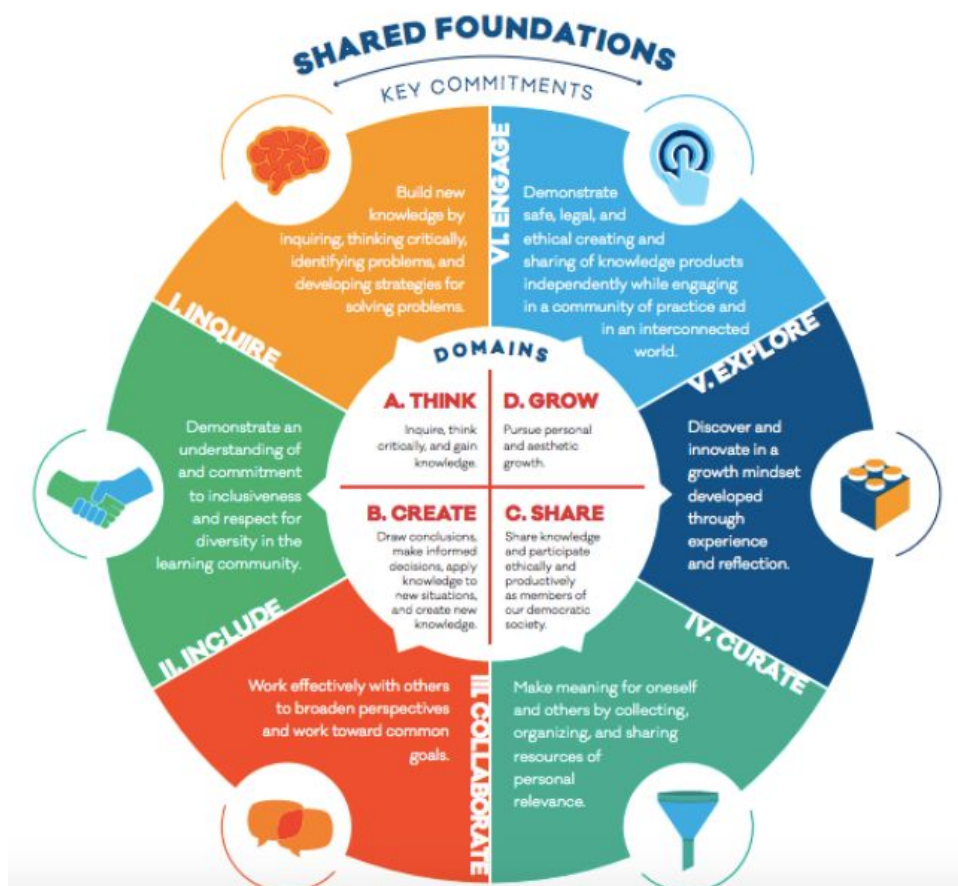 SHARED FOUNDATIONS
KEY COMMITMENTS
I. INQUIRE
Build new
knowledge by
inquiring, thinking critically,
identifying problems, and
developing strategies for
solving problems.
VI. ENGAGE
Demonstrate
safe, legal, and
ethical creating and
sharing of knowledge products
independently while engaging
in a community of practice and
in an interconnected
world.
II. INCLUDE
Demonstrate an
understanding of
and commitment
to inclusiveness
and respect for
diversity in the
learning community.
DOMAINS
A. THINK
Inquire, think
critically, and gain
knowledge.
D. GROW
Pursue personal
and aesthetic
growth.
B. CREATE
Draw conclusions,
make informed
decisions, apply
knowledge to
new situations,
and create new
knowledge.
C. SHARE
Share knowledge
and participate
ethically and
productively
as members of
our democratic
society.
V. EXPLORE
Discover and
innovate in a
growth mindset
developed
through
experience
and reflection.
III. COLLABORATE
Work effectively with others
to broaden perspectives
and work toward common
goals.
IV. CURATE
Make meaning for oneself
and others by collecting,
organizing, and sharing
resources of
personal
relevance.